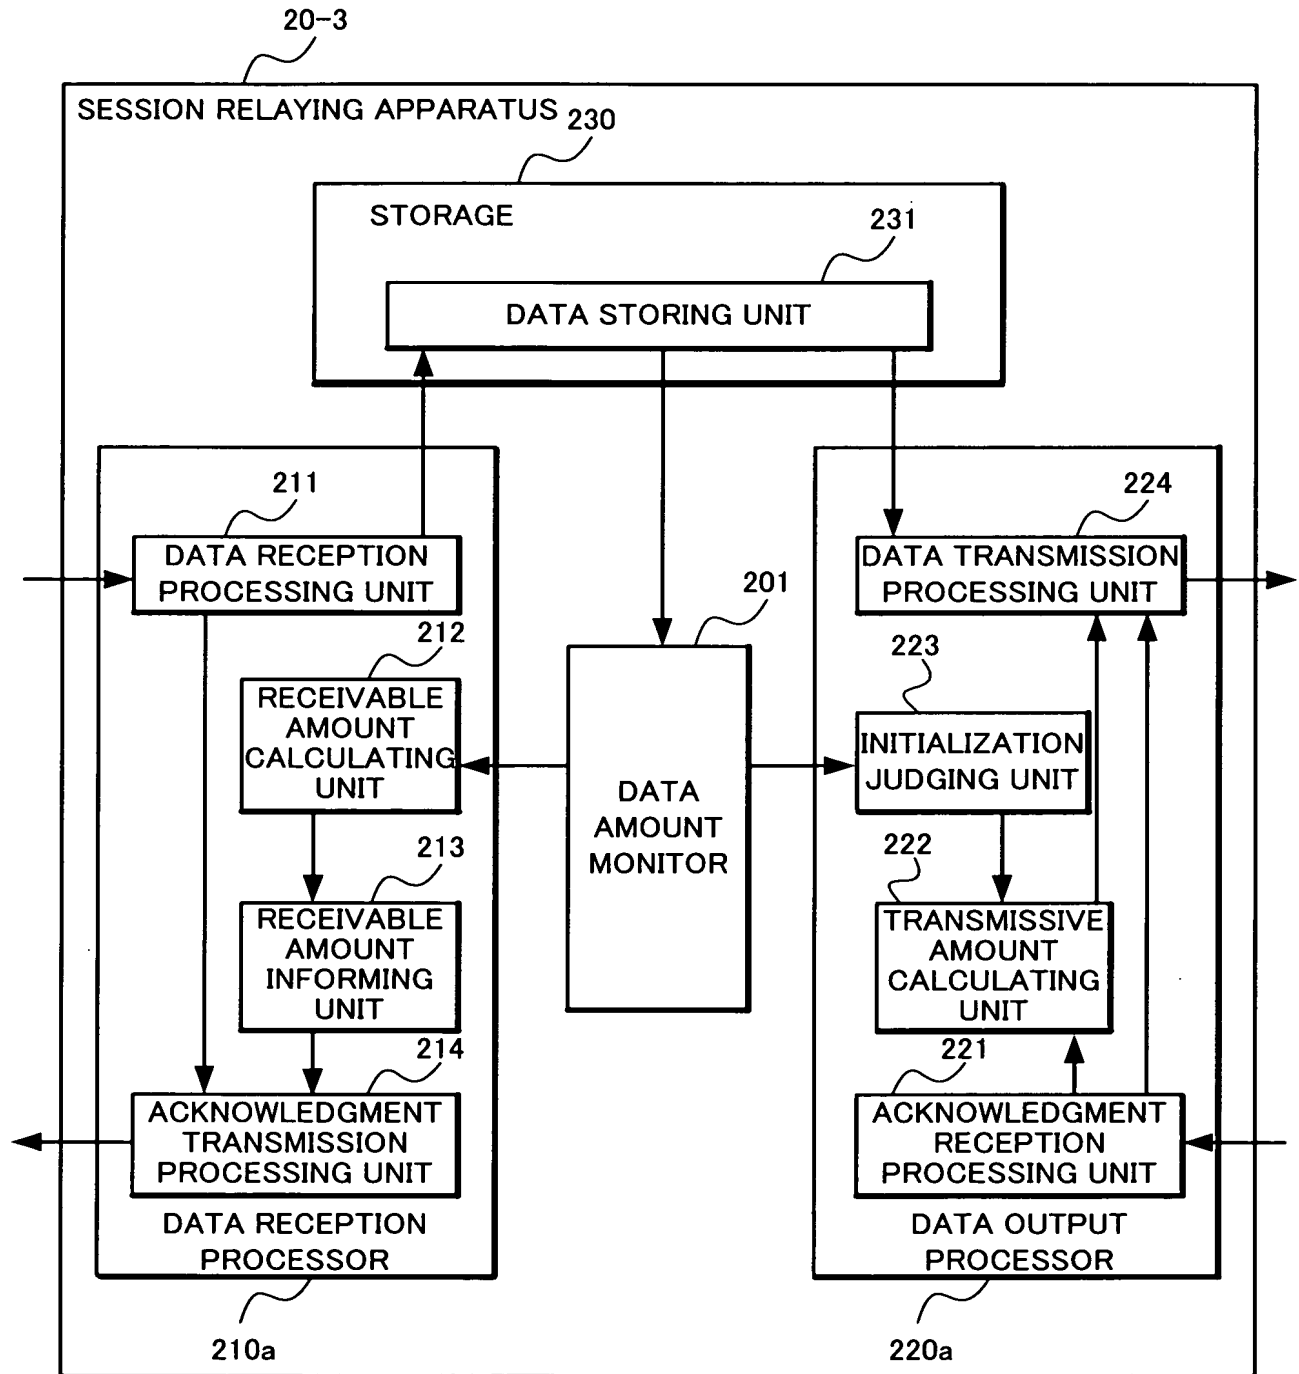 20-3
SESSION RELAYING APPARATUS
230
STORAGE
231
DATA STORING UNIT
211
DATA RECEPTION
PROCESSING UNIT
212
RECEIVABLE
AMOUNT
CALCULATING
UNIT
213
RECEIVABLE
AMOUNT
INFORMING
UNIT
214
ACKNOWLEDGMENT
TRANSMISSION
PROCESSING UNIT
DATA RECEPTION
PROCESSOR
210a
201
DATA
AMOUNT
MONITOR
224
DATA TRANSMISSION
PROCESSING
UNIT
223
INITIALIZATION
JUDGING UNIT
222
TRANSMISSIVE
AMOUNT
CALCULATING
UNIT
221
ACKNOWLEDGMENT
RECEPTION
PROCESSING UNIT
DATA OUTPUT
PROCESSOR
220a